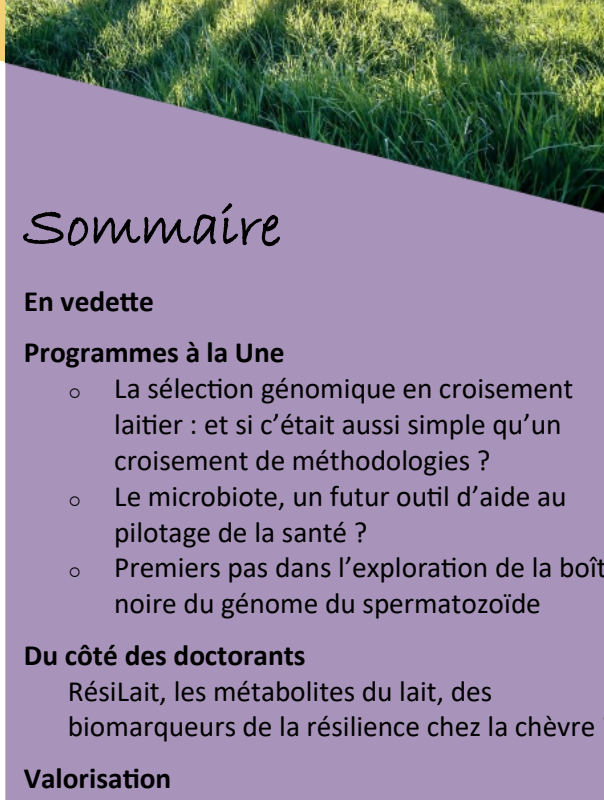 Sommaire
En vedette
Programmes à la Une
o La sélection génomique en croisement
laitier : et si c’était aussi simple qu’un
croisement de méthodologies ?
o Le microbiote, un futur outil d’aide au
pilotage de la santé ?
o Premiers pas dans l’exploration de la boît
noire du génome du spermatozoïde
Du côté des doctorants
RésiLait, les métabolites du lait, des
biomarqueurs de la résilience chez la chèvre
Valorisation